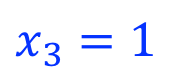 x₃ = 1